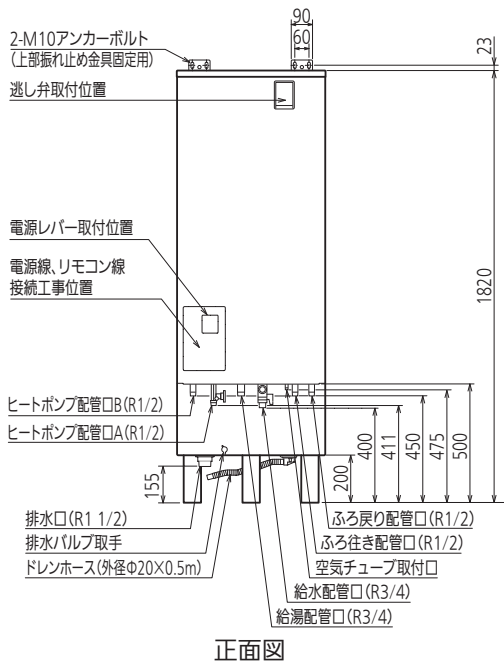 90
60
23
2-M10アンカーボルト
(上部振れ止め金具固定用)
逃し弁取付位置
電源レバー取付位置
電源線、リモコン線
接続工事位置
1820
ヒートポンプ配管口B(R1/2)
ヒートポンプ配管口A(R1/2)
155
200
400
411
450
475
500
排水口(R1 1/2)
排水バルブ取手
ドレンホース(外径Φ20×0.5m)
ふろ戻り配管口(R1/2)
ふろ往き配管口(R1/2)
空気チューブ取付口
給水配管口(R3/4)
給湯配管口(R3/4)
正面図